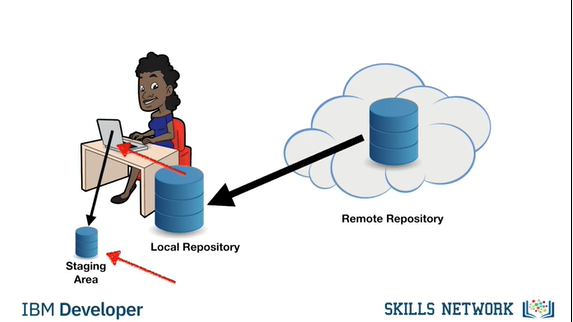 Remote Repository
Local Repository
Staging
Area
IBM Developer
SKILLS NETWORK